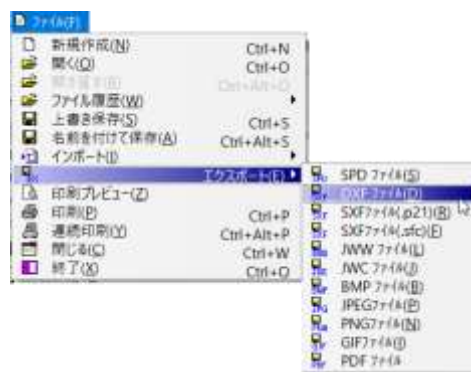 ファイル(F)
新規作成(N) Ctrl+N
開く(O) Ctrl+O
ファイル履歴(W)
上書き保存(S) Ctrl+S
名前を付けて保存(A) Ctrl+Alt+S
インポート(I)
エクスポート(E)
印刷プレビュー(Z)
印刷(P) Ctrl+P
連続印刷(Y) Ctrl+Alt+P
閉じる(C) Ctrl+W
終了(X) Ctrl+Q
SPD ファイル(S)
DXF ファイル(D)
SXFファイル(.p21)(R)
SXFファイル(.sfc)(F)
JWW ファイル(L)
JWC ファイル(J)
BMP ファイル(B)
JPEGファイル(P)
PNGファイル(N)
GIFファイル(I)
PDF ファイル